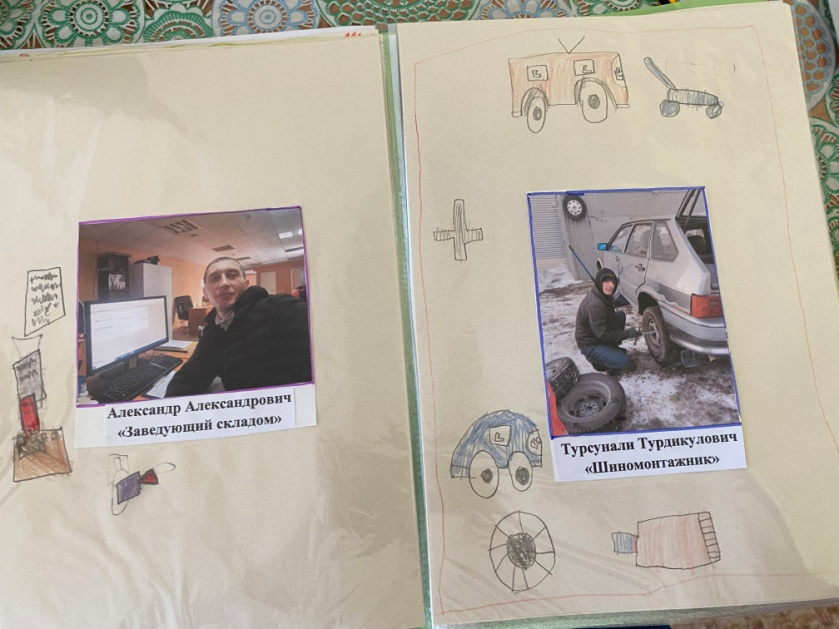 Александр Александрович
«Заведующий складом»
Турсунали Турдикулович
«Шиномонтажник»